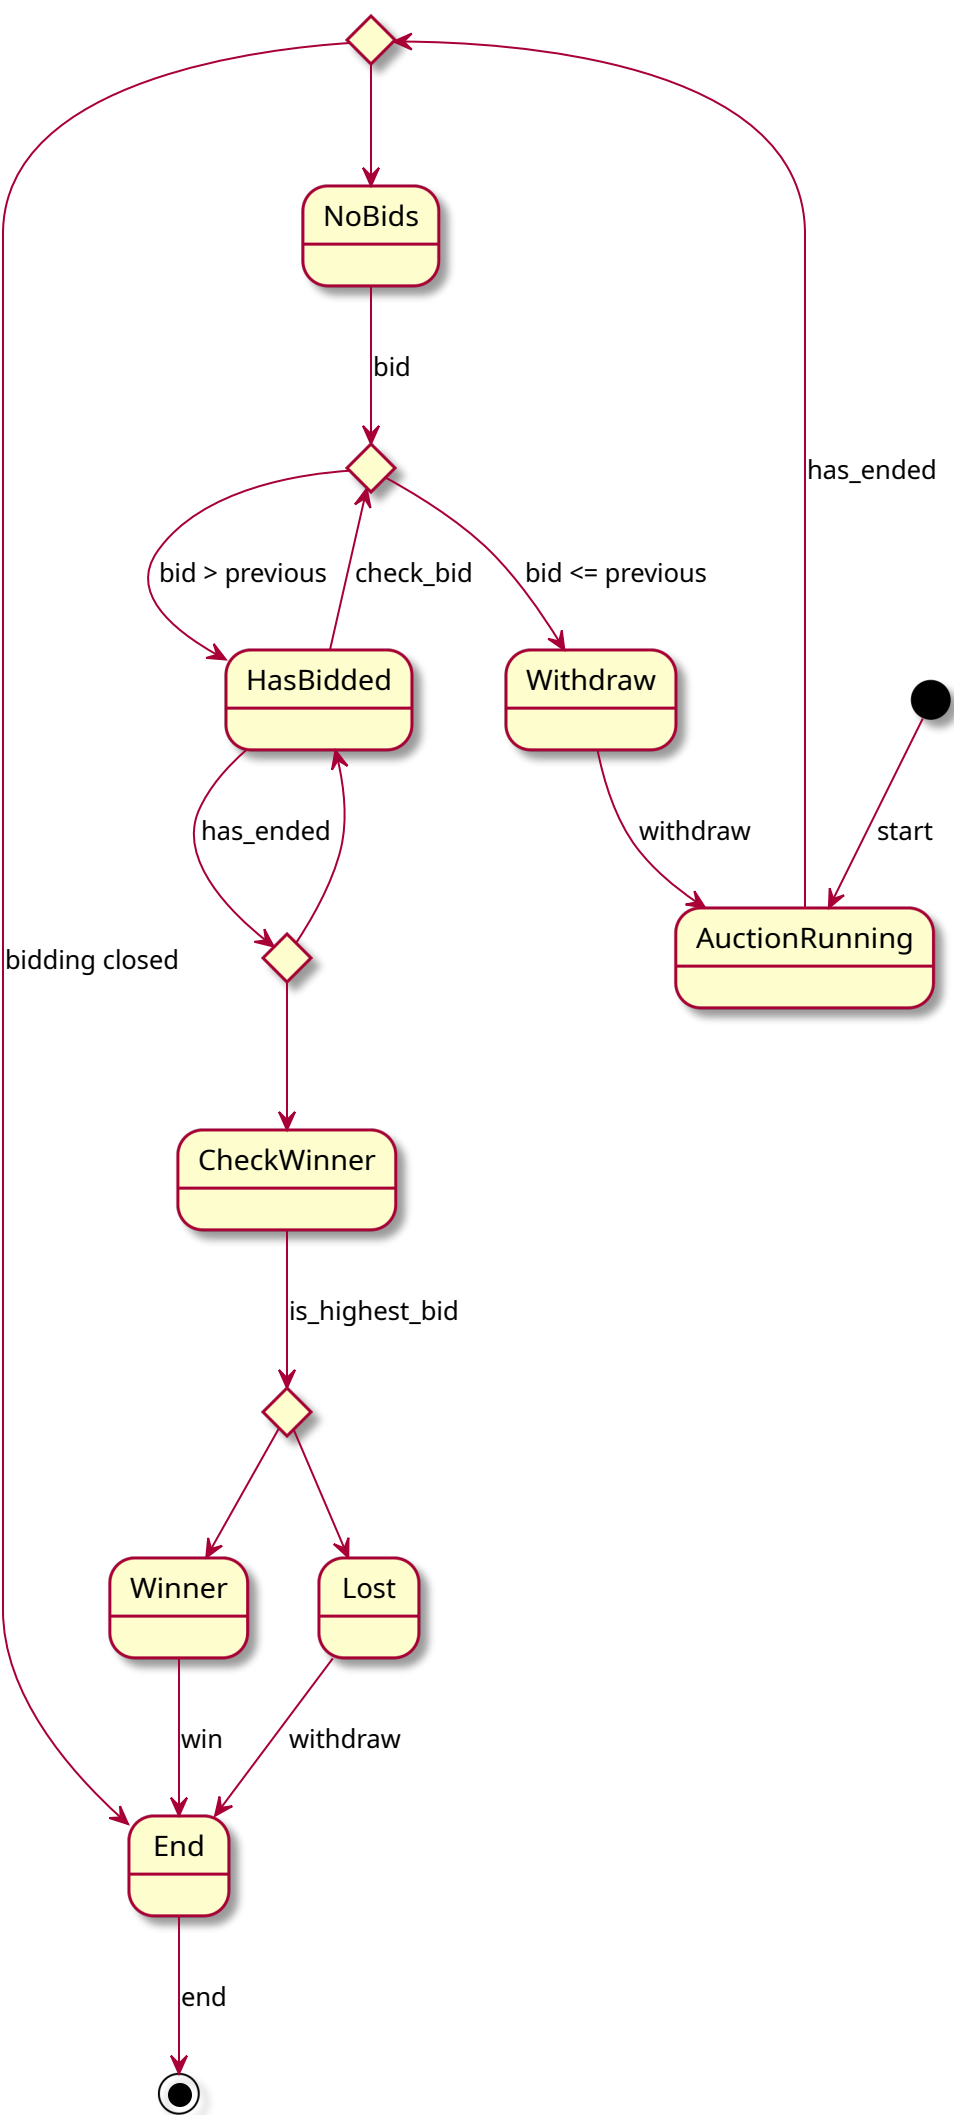 NoBids
bid
has_ended
bid > previous
check_bid
bid <= previous
HasBidded
Withdraw
has_ended
withdraw
start
AuctionRunning
bidding closed
CheckWinner
is_highest_bid
Winner
Lost
win
withdraw
End
end